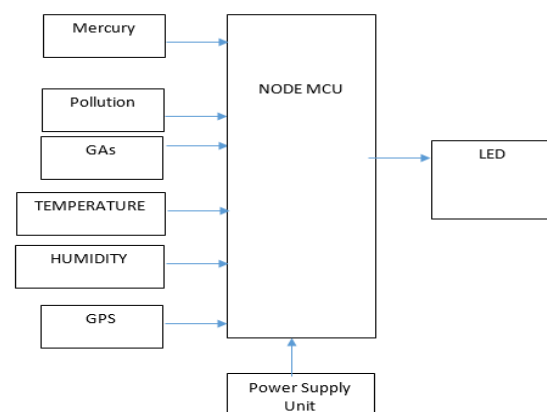 Mercury
NODE MCU
Pollution
GAs
LED
TEMPERATURE
HUMIDITY
GPS
Power Supply
Unit